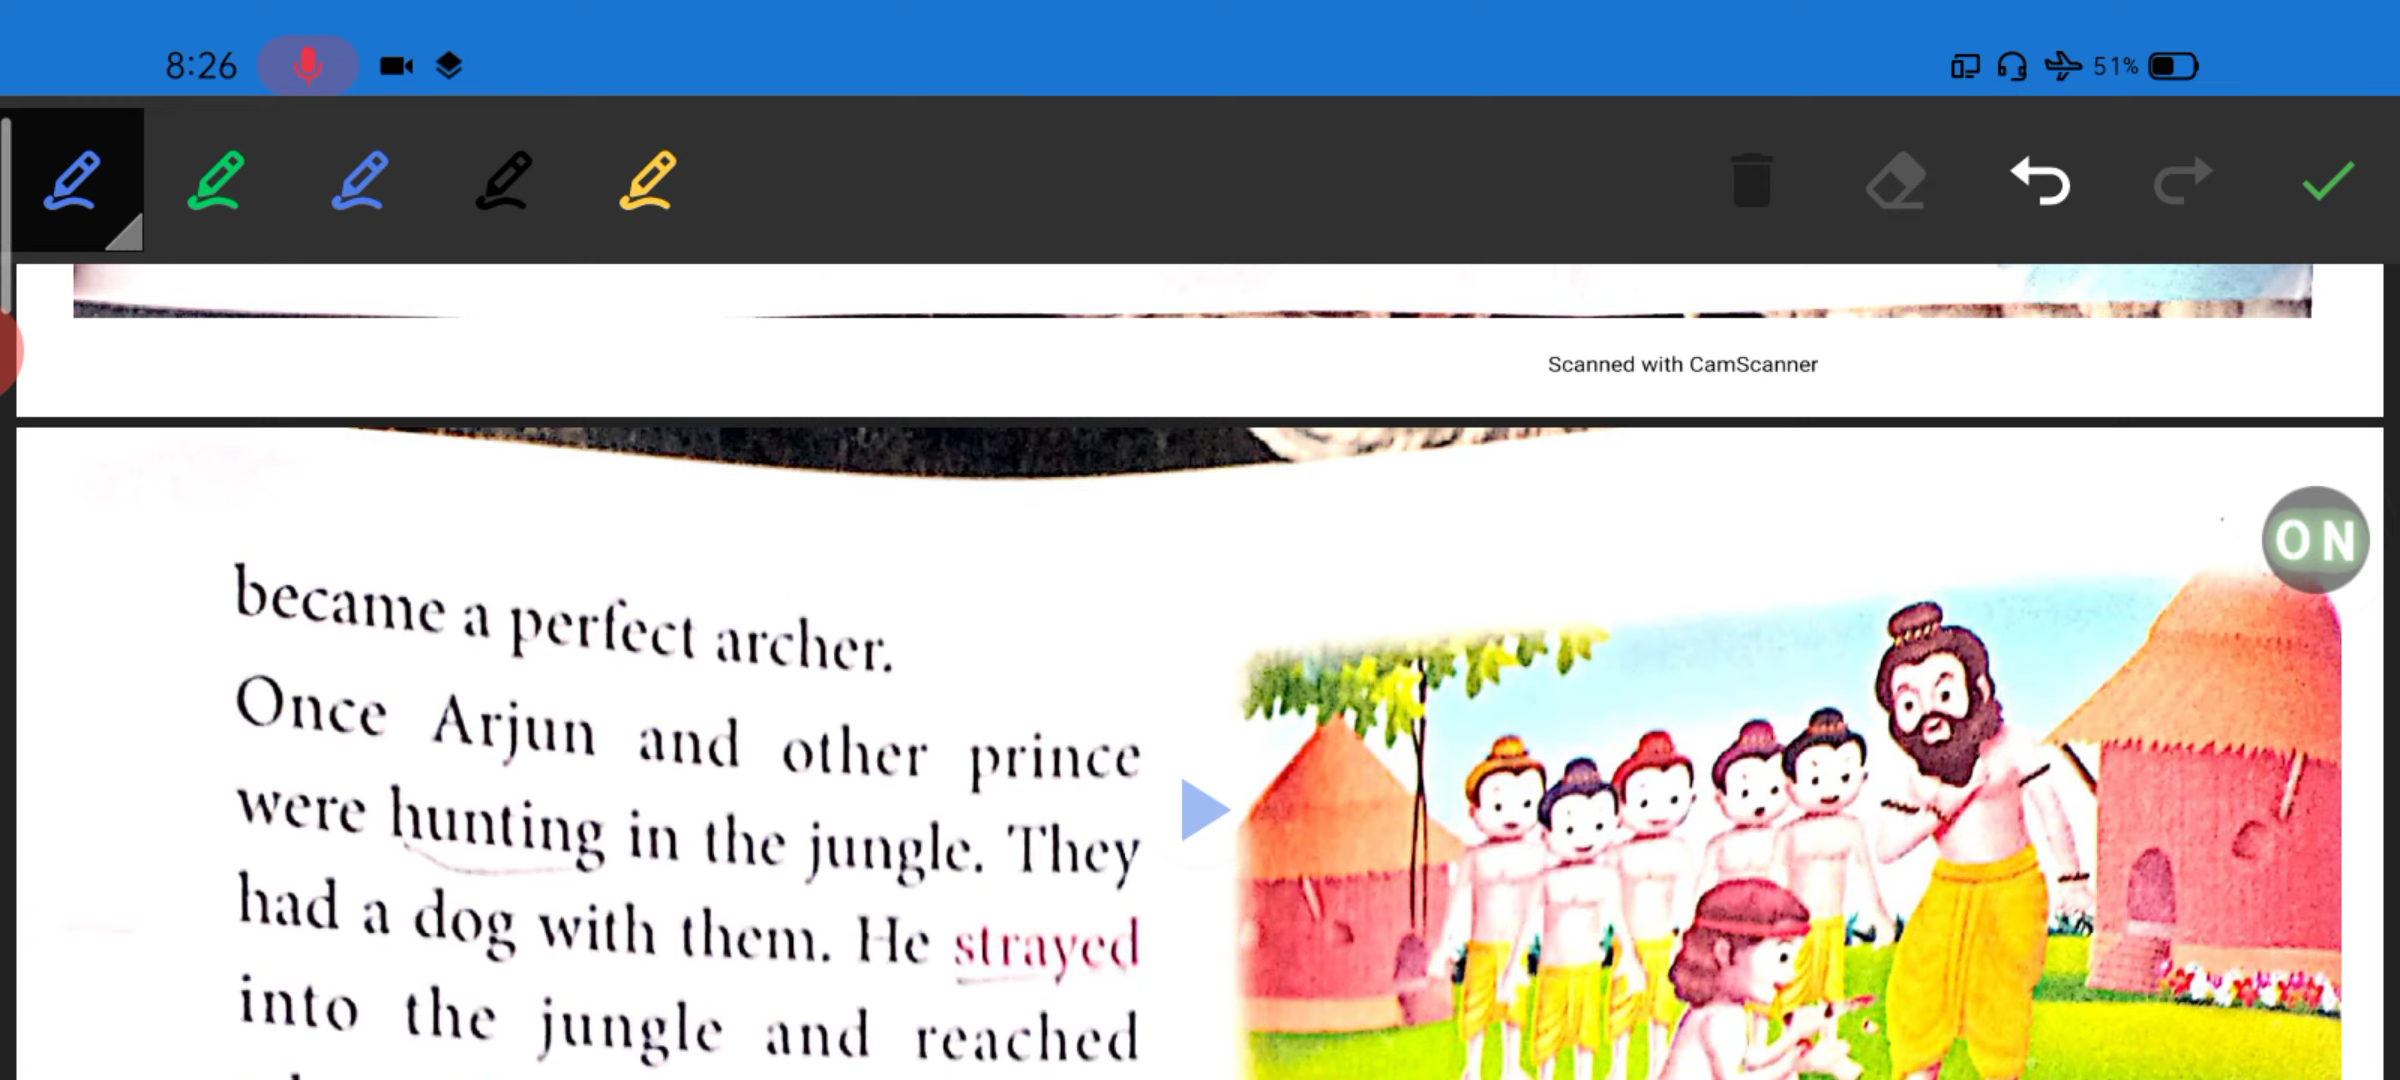 8:26
51%
Scanned with CamScanner
ON
became a perfect archer.
Once Arjun and other prince
were hunting in the jungle. They
had a dog with them. He strayed
into the jungle and reached